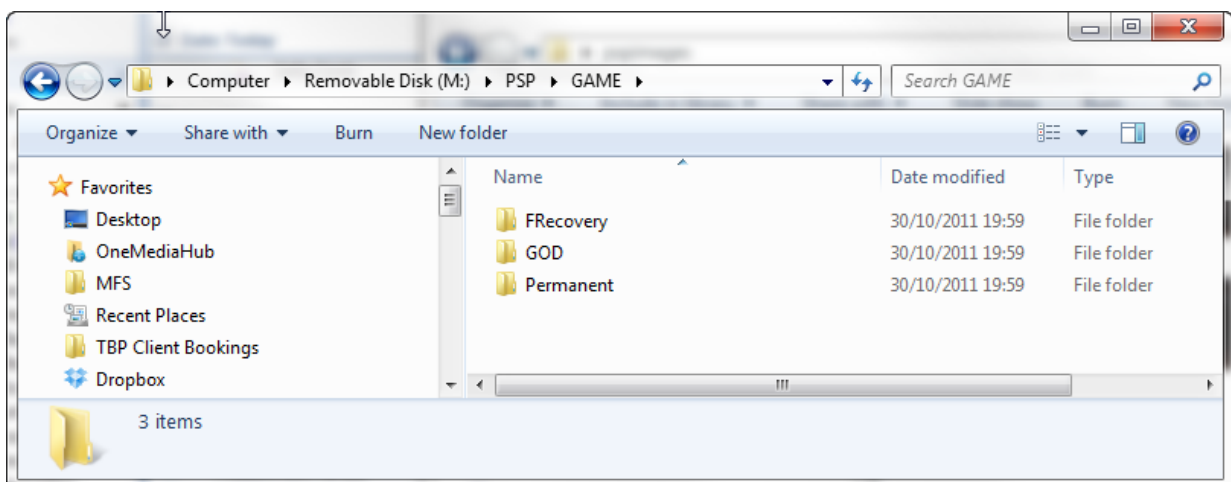 Computer ▸ Removable Disk (M:) ▸ PSP ▸ GAME ▸ Search GAME
Organize Share with Burn New folder
Favorites
Desktop
OneMediaHub
MFS
Recent Places
TBP Client Bookings
Dropbox
Name Date modified Type
FRecovery 30/10/2011 19:59 File folder
GOD 30/10/2011 19:59 File folder
Permanent 30/10/2011 19:59 File folder
3 items